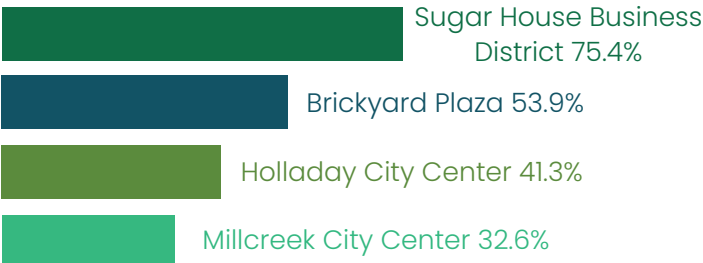 Sugar House Business
District 75.4%
Brickyard Plaza 53.9%
Holladay City Center 41.3%
Millcreek City Center 32.6%